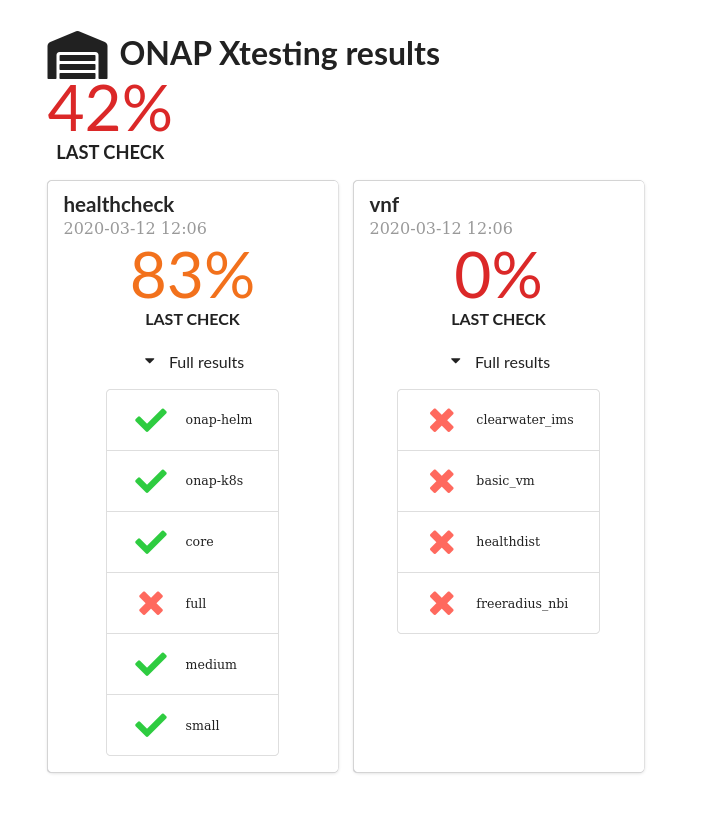 ONAP Xtesting results
42%
LAST CHECK
healthcheck
2020-03-12 12:06
83%
LAST CHECK
Full results
onap-helm
onap-k8s
core
full
medium
small
vnf
2020-03-12 12:06
0%
LAST CHECK
Full results
clearwater_ims
basic_vm
healthdist
freeradius_nbi